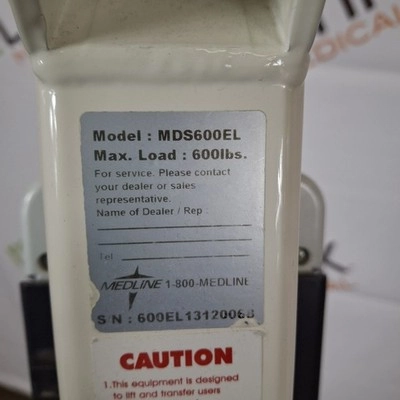 Model : MDS600EL
Max. Load : 600lbs.
For service. Please contact
your dealer or sales
representative.
Name of Dealer / Rep :
Tel
MEDLINE 1-800-MEDLINE
S N : 600EL13120068
CAUTION
1.This equipment is designed
to lift and transfer users